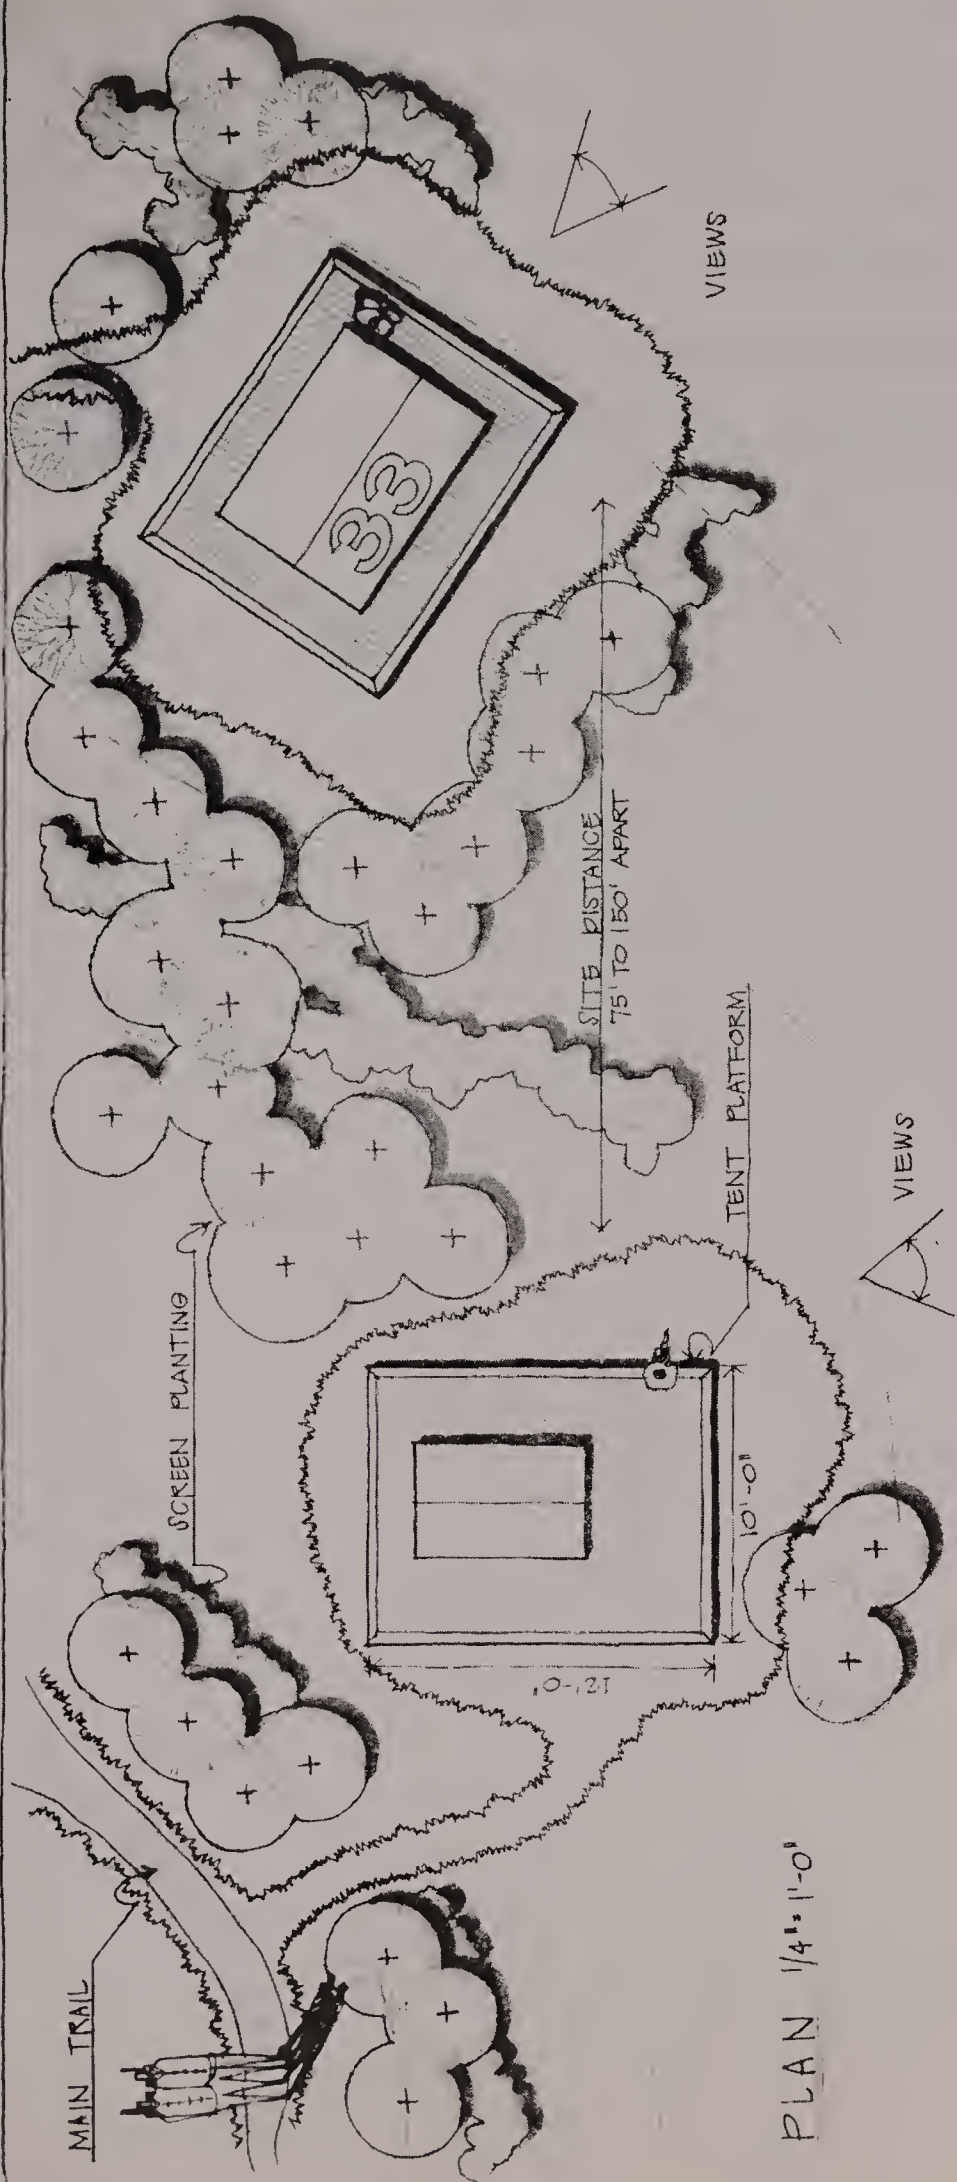 MAIN TRAIL
SCREEN PLANTING
VIEWS
33
SITE DISTANCE
75' TO 150' APART
TENT PLATFORM
VIEWS
12'-0"
10'-0"
PLAN 1/4"=1'-0"